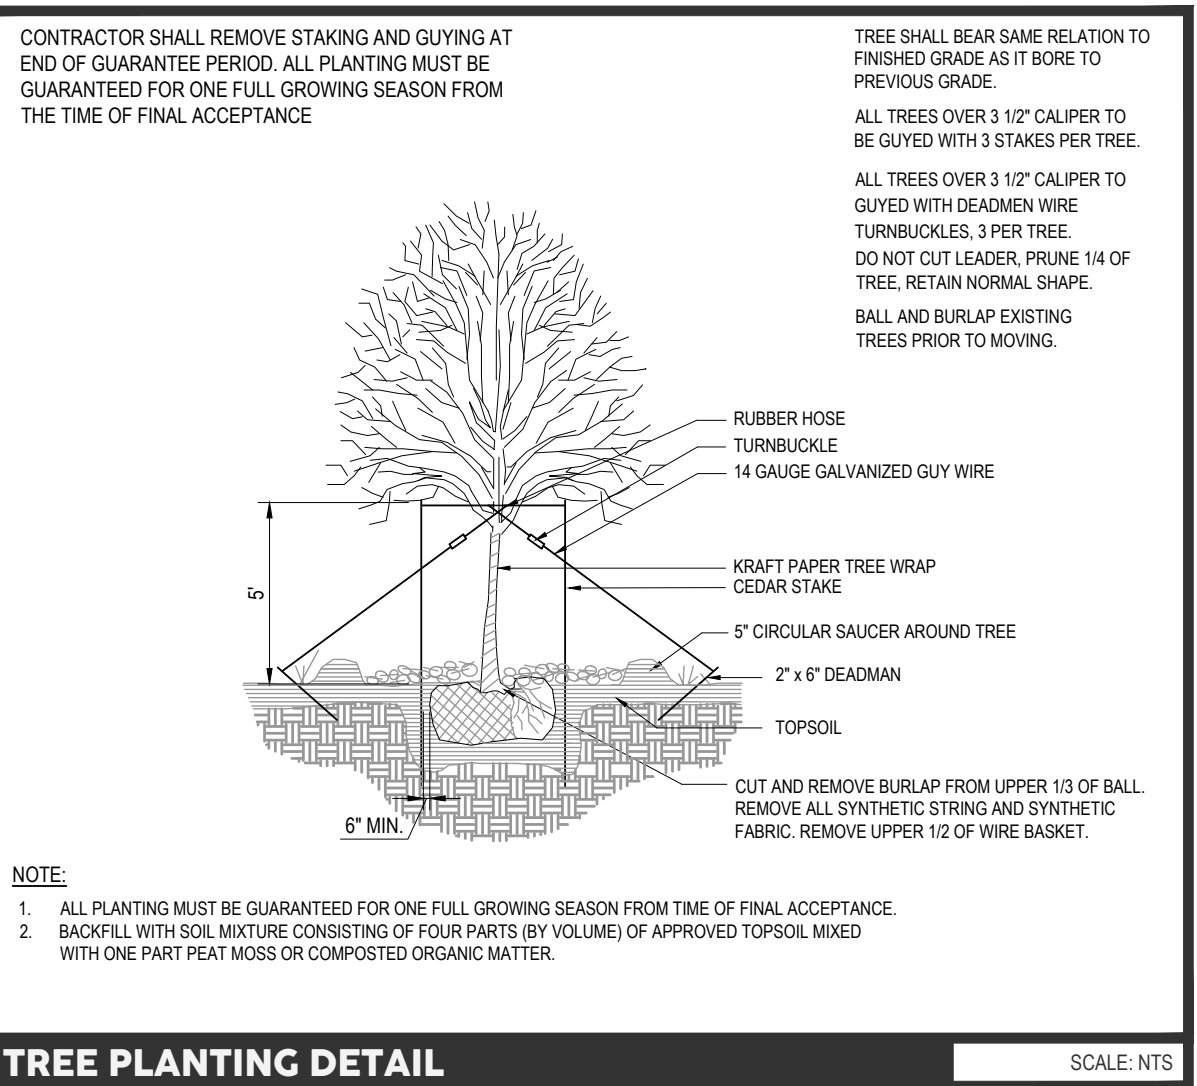 CONTRACTOR SHALL REMOVE STAKING AND GUYING AT
END OF GUARANTEE PERIOD. ALL PLANTING MUST BE
GUARANTEED FOR ONE FULL GROWING SEASON FROM
THE TIME OF FINAL ACCEPTANCE
TREE SHALL BEAR SAME RELATION TO
FINISHED GRADE AS IT BORE TO
PREVIOUS GRADE.
ALL TREES OVER 3 1/2" CALIPER TO
BE GUYED WITH 3 STAKES PER TREE.
ALL TREES OVER 3 1/2" CALIPER TO
GUYED WITH DEADMEN WIRE
TURNBUCKLES, 3 PER TREE.
DO NOT CUT LEADER, PRUNE 1/4 OF
TREE, RETAIN NORMAL SHAPE.
BALL AND BURLAP EXISTING
TREES PRIOR TO MOVING.
RUBBER HOSE
TURNBUCKLE
14 GAUGE GALVANIZED GUY WIRE
5'
KRAFT PAPER TREE WRAP
CEDAR STAKE
5" CIRCULAR SAUCER AROUND TREE
2" x 6" DEADMAN
TOPSOIL
CUT AND REMOVE BURLAP FROM UPPER 1/3 OF BALL.
REMOVE ALL SYNTHETIC STRING AND SYNTHETIC
FABRIC. REMOVE UPPER 1/2 OF WIRE BASKET.
6" MIN.
NOTE:
1. ALL PLANTING MUST BE GUARANTEED FOR ONE FULL GROWING SEASON FROM TIME OF FINAL ACCEPTANCE.
2. BACKFILL WITH SOIL MIXTURE CONSISTING OF FOUR PARTS (BY VOLUME) OF APPROVED TOPSOIL MIXED
WITH ONE PART PEAT MOSS OR COMPOSTED ORGANIC MATTER.
TREE PLANTING DETAIL
SCALE: NTS